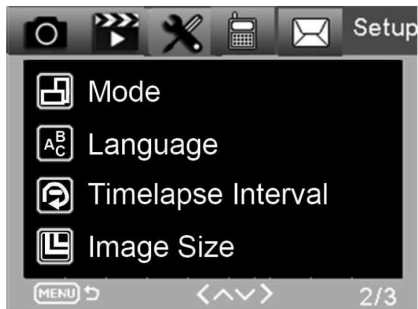 Setup
Mode
A B C Language
Timelapse Interval
Image Size
MENU 2/3